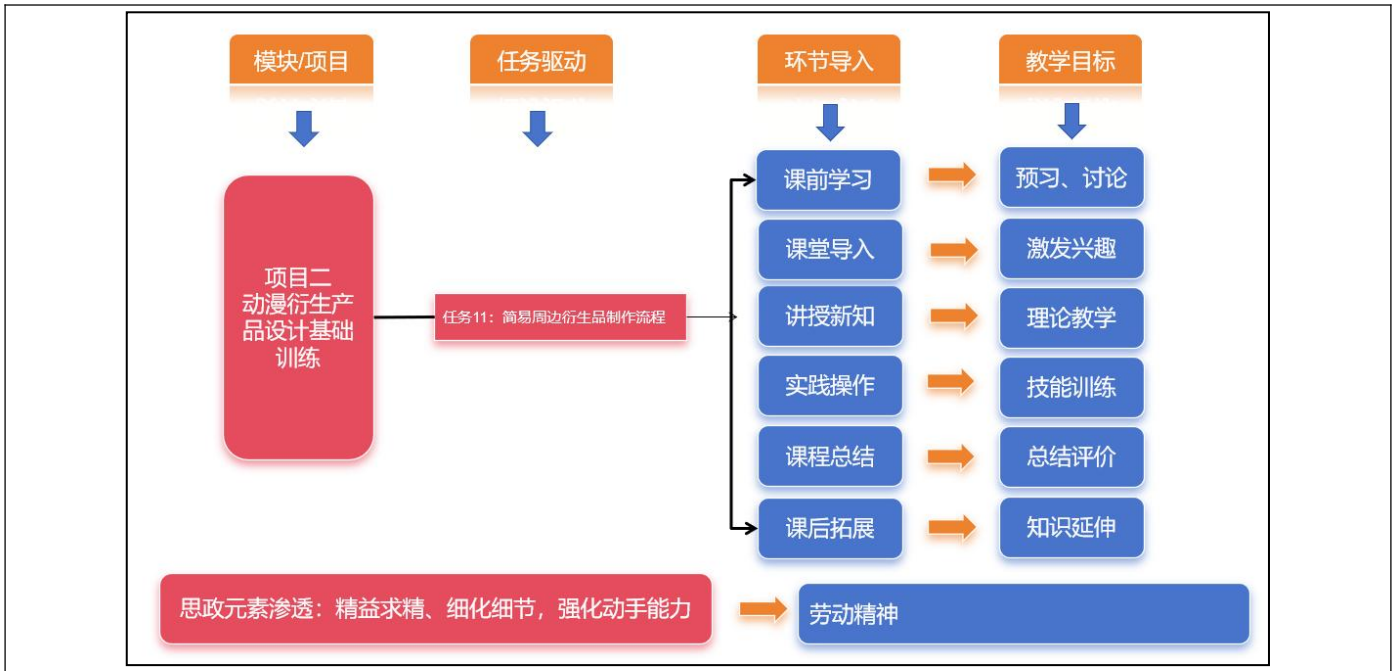 模块/项目
任务驱动
环节导入
教学目标
项目二
动漫衍生产
品设计基础
训练
任务11：简易周边衍生品制作流程
课前学习
预习、讨论
课堂导入
激发兴趣
讲授新知
理论教学
实践操作
技能训练
课程总结
总结评价
课后拓展
知识延伸
思政元素渗透：精益求精、细化细节，强化动手能力
劳动精神